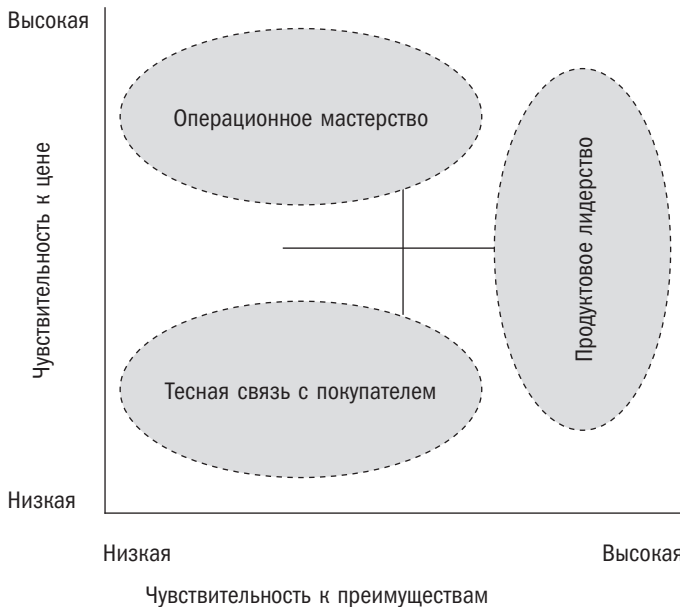 Высокая
Операционное мастерство
Чувствительность к цене
Продуктовое лидерство
Тесная связь с покупателем
Низкая
Низкая
Высокая
Чувствительность к преимуществам